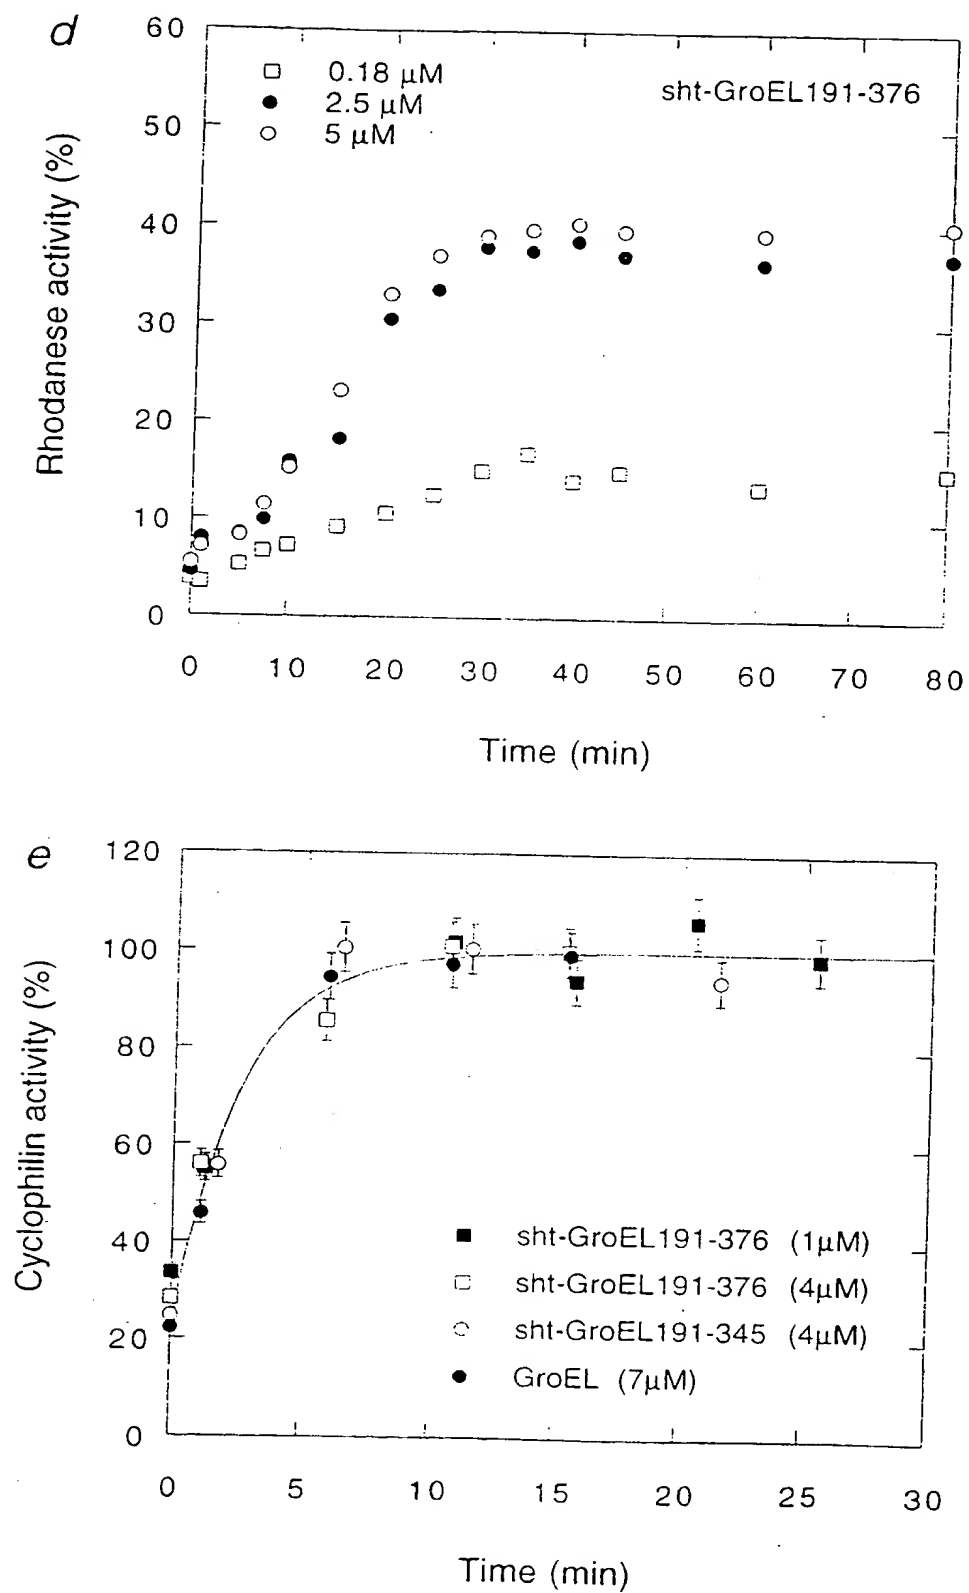 d
60
50
40
30
20
10
0
□ 0.18 μM
● 2.5 μM
○ 5 μM
sht-GroEL191-376
Rhodanese activity (%)
0 10 20 30 40 50 60 70 80
Time (min)
e
120
100
80
60
40
20
0
Cyclophilin activity (%)
■ sht-GroEL191-376 (1μM)
□ sht-GroEL191-376 (4μM)
○ sht-GroEL191-345 (4μM)
● GroEL (7μM)
0 5 10 15 20 25 30
Time (min)